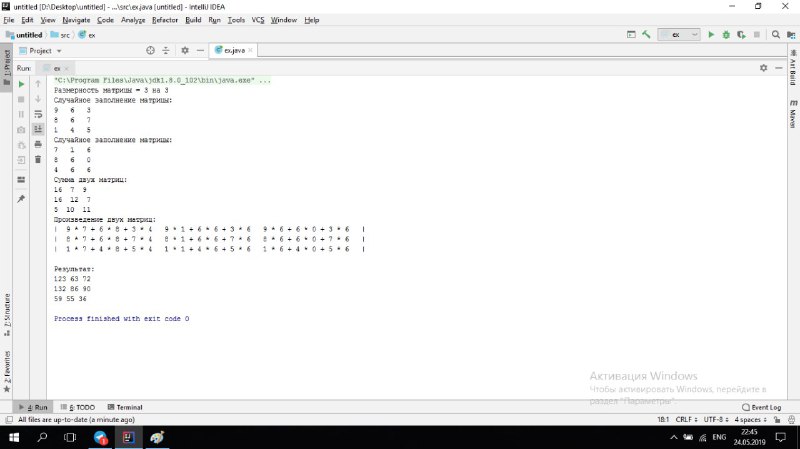 untitled [D:\Desktop\untitled] - ...\src\ex.java [untitled] - IntelliJ IDEA
File Edit View Navigate Code Analyze Refactor Build Run Tools VCS Window Help
untitled src ex ex
Project ex.java
1: Project
Ant Build
Maven
Run: ex
"C:\Program Files\Java\jdk1.8.0_102\bin\java.exe" ...
Размерность матрицы = 3 на 3
Случайное заполнение матрицы:
9 6 3
8 6 7
1 4 5
Случайное заполнение матрицы:
7 1 6
8 6 0
4 6 6
Сумма двух матриц:
16 7 9
16 12 7
5 10 11
Произведение двух матриц:
| 9 * 7 + 6 * 8 + 3 * 4 9 * 1 + 6 * 6 + 3 * 6 9 * 6 + 6 * 0 + 3 * 6 |
| 8 * 7 + 6 * 8 + 7 * 4 8 * 1 + 6 * 6 + 7 * 6 8 * 6 + 6 * 0 + 7 * 6 |
| 1 * 7 + 4 * 8 + 5 * 4 1 * 1 + 4 * 6 + 5 * 6 1 * 6 + 4 * 0 + 5 * 6 |
Результат:
123 63 72
132 86 90
59 55 36
Process finished with exit code 0
7: Structure
2: Favorites
Активация Windows
Чтобы активировать Windows, перейдите в
раздел "Параметры".
4: Run 6: TODO Terminal Event Log
All files are up-to-date (a minute ago) 18:1 CRLF UTF-8 4 spaces
ENG 22:45
24.05.2019